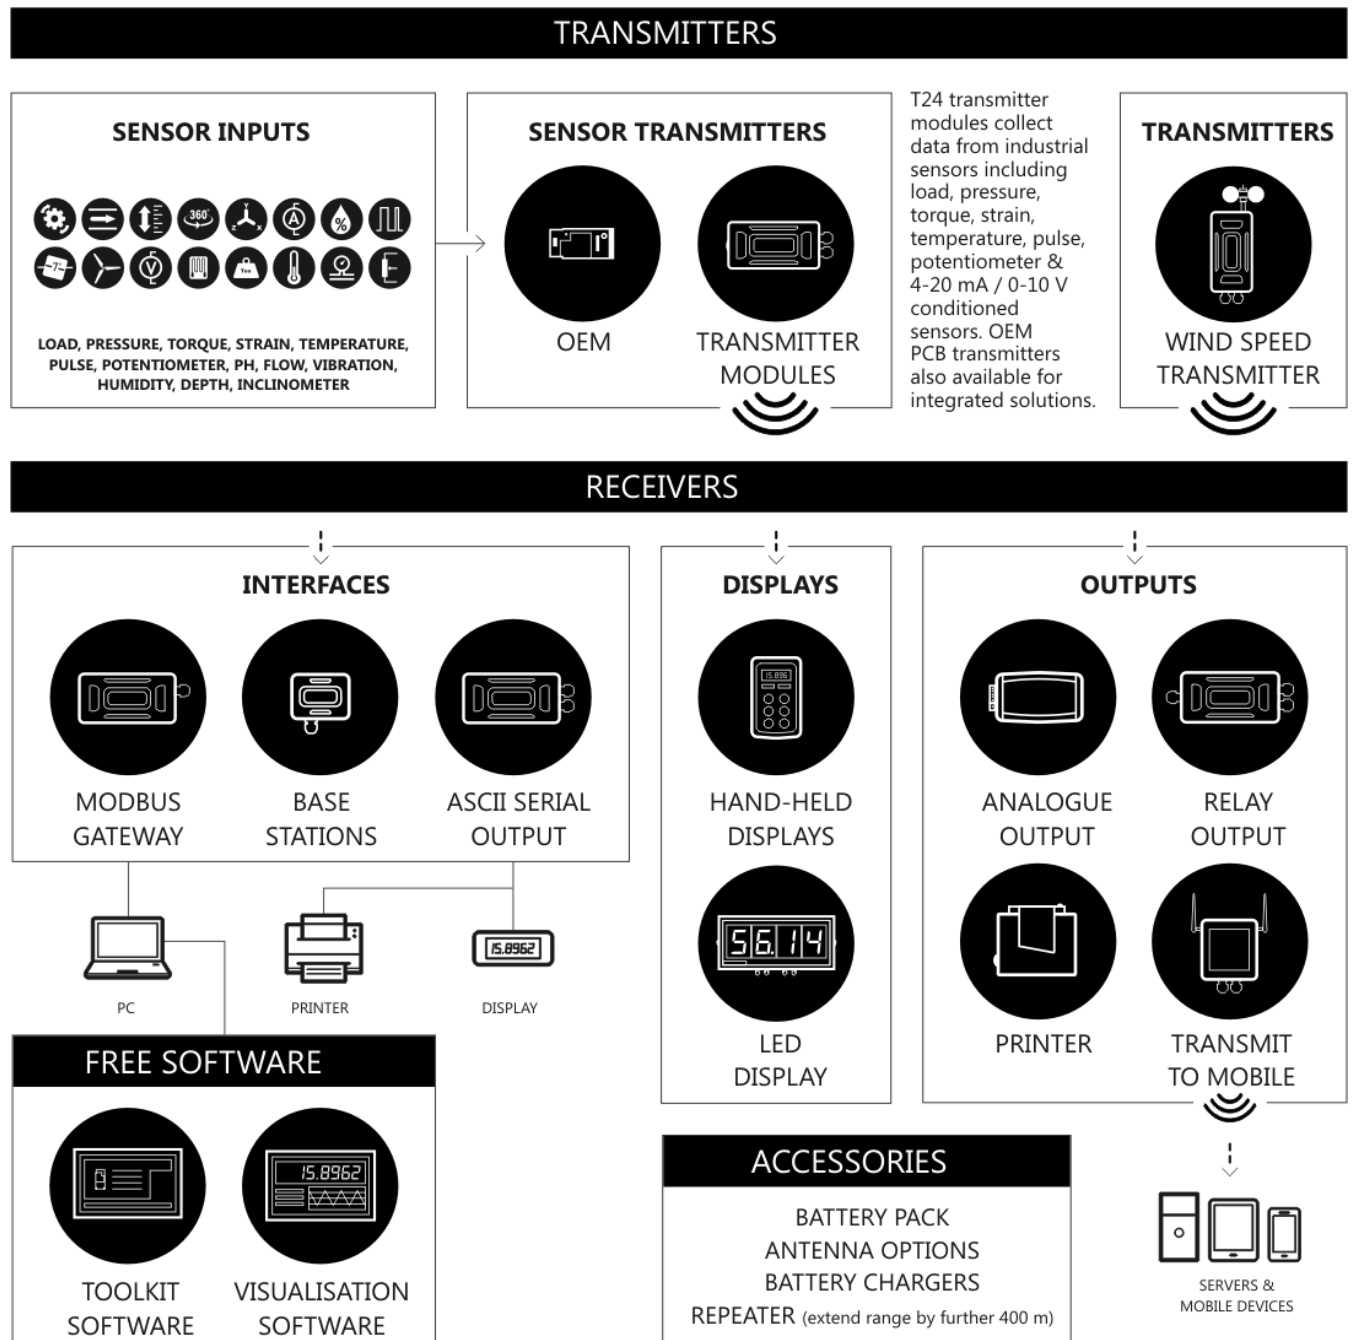 TRANSMITTERS
SENSOR INPUTS
360°
Y
Z
X
A
%
-7°
V
Ton
LOAD, PRESSURE, TORQUE, STRAIN, TEMPERATURE,
PULSE, POTENTIOMETER, PH, FLOW, VIBRATION,
HUMIDITY, DEPTH, INCLINOMETER
SENSOR TRANSMITTERS
OEM
TRANSMITTER
MODULES
T24 transmitter
modules collect
data from industrial
sensors including
load, pressure,
torque, strain,
temperature, pulse,
potentiometer &
4-20 mA / 0-10 V
conditioned
sensors. OEM
PCB transmitters
also available for
integrated solutions.
TRANSMITTERS
WIND SPEED
TRANSMITTER
RECEIVERS
INTERFACES
MODBUS
GATEWAY
BASE
STATIONS
ASCII SERIAL
OUTPUT
PC
PRINTER
15.8962
DISPLAY
DISPLAYS
15.896
HAND-HELD
DISPLAYS
56.14
LED
DISPLAY
OUTPUTS
ANALOGUE
OUTPUT
RELAY
OUTPUT
PRINTER
TRANSMIT
TO MOBILE
SERVERS &
MOBILE DEVICES
FREE SOFTWARE
TOOLKIT
SOFTWARE
15.8962
VISUALISATION
SOFTWARE
ACCESSORIES
BATTERY PACK
ANTENNA OPTIONS
BATTERY CHARGERS
REPEATER (extend range by further 400 m)